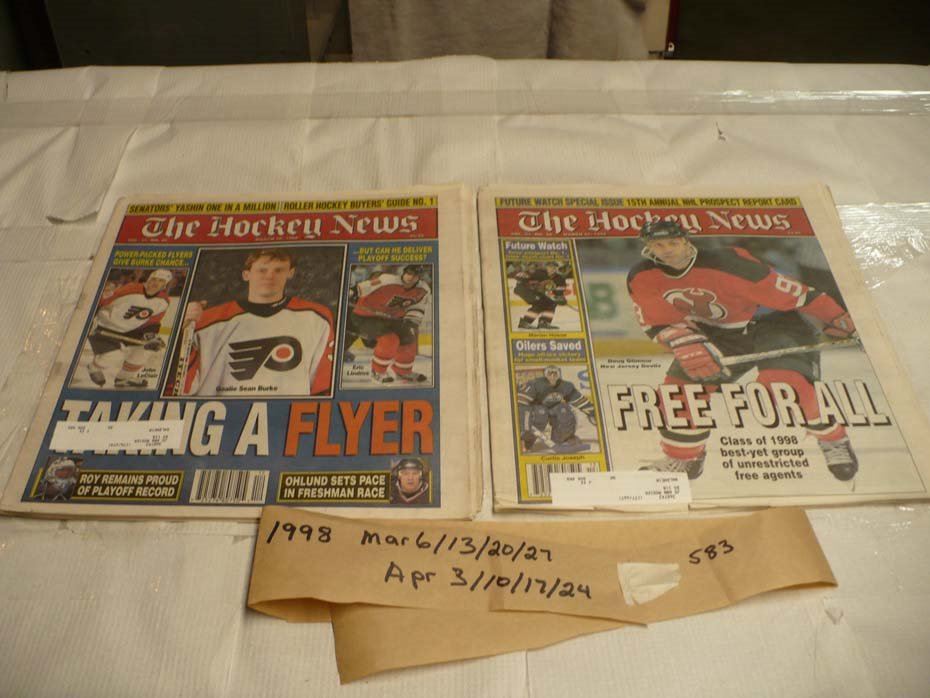 SENATORS' YASHIN ONE IN A MILLION ROLLER HOCKEY BUYERS' GUIDE NO. 1
The Hockey News
POWER-PACKED FLYERS
GIVE BURKE CHANCE...
...BUT CAN HE DELIVER
PLAYOFF SUCCESS?
John
LeClair
Goalie Sean Burke
Eric
Lindros
TAKING A FLYER
ROY REMAINS PROUD
OF PLAYOFF RECORD
OHLUND SETS PACE
IN FRESHMAN RACE
FUTURE WATCH SPECIAL ISSUE 15TH ANNUAL NHL PROSPECT REPORT CARD
The Hockey News
Future Watch
Marian Hossa
Oilers Saved
Curtis Joseph
Doug Gilmour
New Jersey Devils
FREE FOR ALL
Class of 1998
best-yet group
of unrestricted
free agents
1998 Mar 6/13/20/27
Apr 3/10/17/24
583